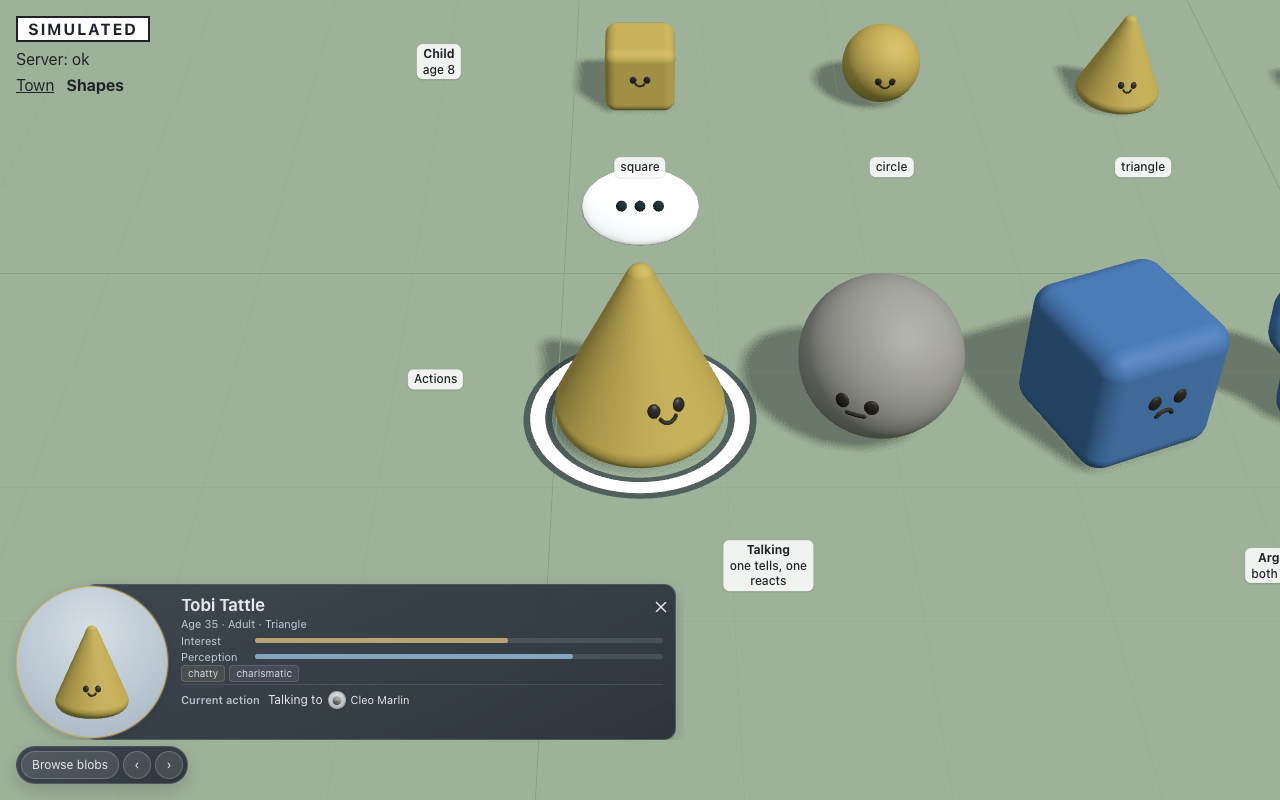 SIMULATED
Server: ok
Town Shapes
Child
age 8
square
circle
triangle
Actions
Talking
one tells, one
reacts
Arg
both
Tobi Tattle
Age 35 · Adult · Triangle
Interest
Perception
chatty charismatic
Current action Talking to Cleo Marlin
Browse blobs ‹ ›